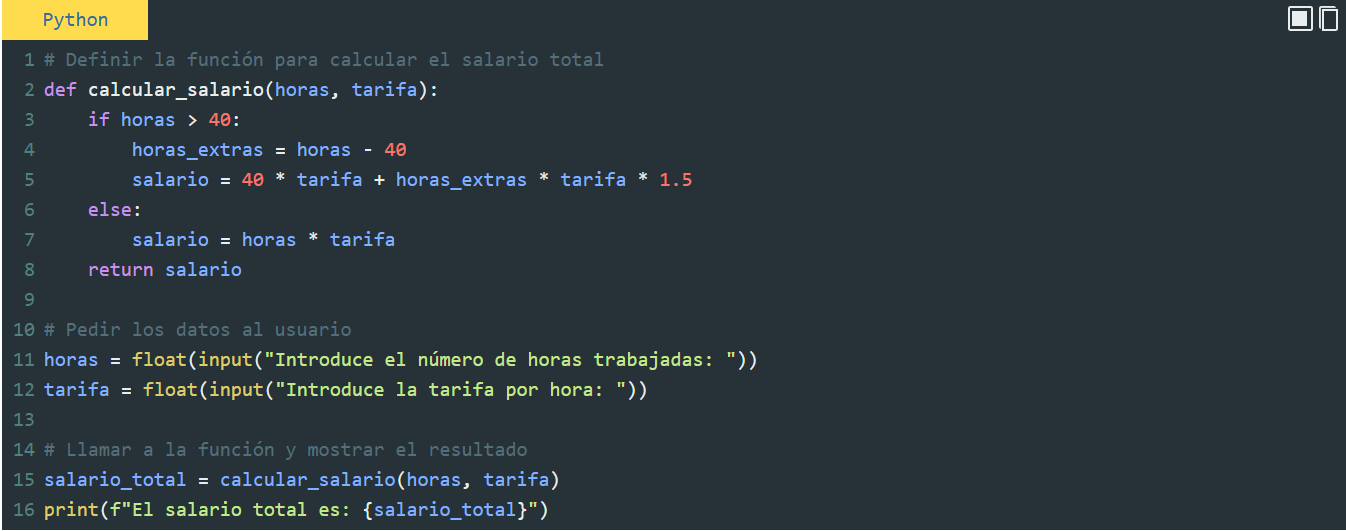 Python
1 # Definir la función para calcular el salario total
2 def calcular_salario(horas, tarifa):
3     if horas > 40:
4         horas_extras = horas - 40
5         salario = 40 * tarifa + horas_extras * tarifa * 1.5
6     else:
7         salario = horas * tarifa
8     return salario
9
10 # Pedir los datos al usuario
11 horas = float(input("Introduce el número de horas trabajadas: "))
12 tarifa = float(input("Introduce la tarifa por hora: "))
13
14 # Llamar a la función y mostrar el resultado
15 salario_total = calcular_salario(horas, tarifa)
16 print(f"El salario total es: {salario_total}")